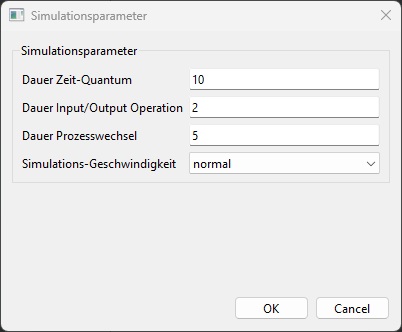 Simulationsparameter
Simulationsparameter
Dauer Zeit-Quantum 10
Dauer Input/Output Operation 2
Dauer Prozesswechsel 5
Simulations-Geschwindigkeit normal
OK Cancel